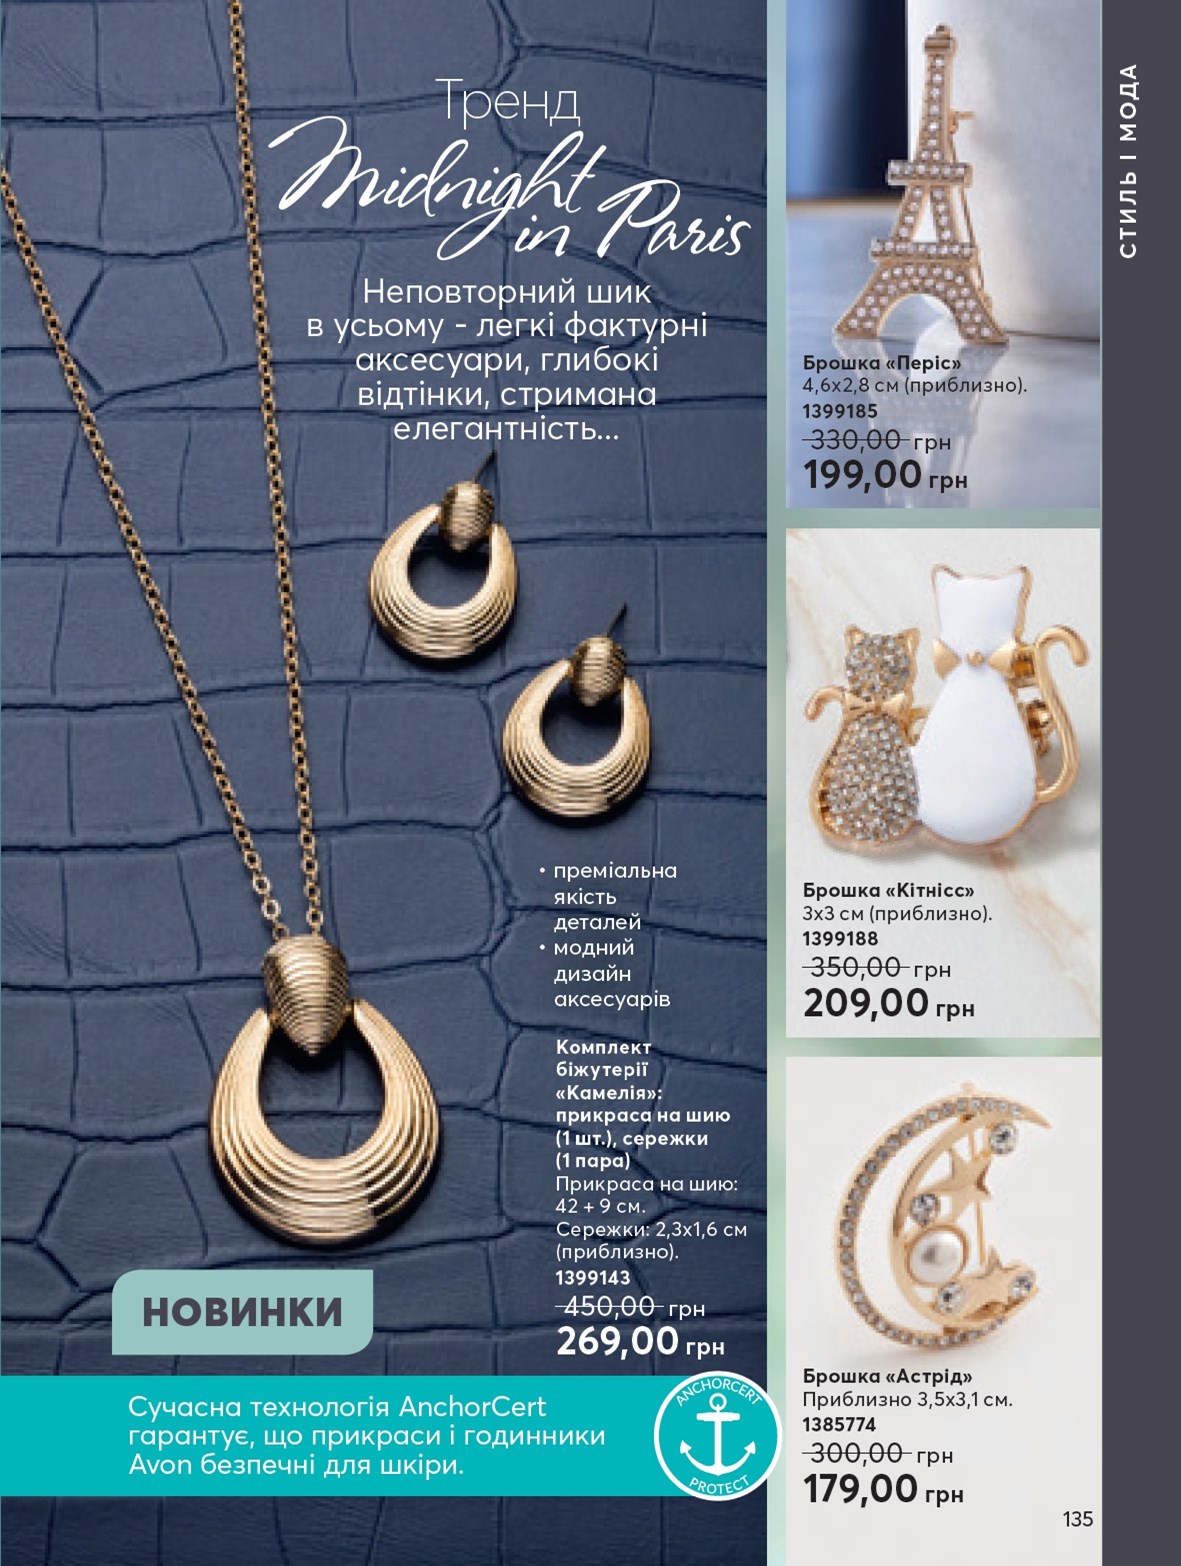 Тренд
Midnight
in Paris
Неповторний шик
в усьому - легкі фактурні
аксесуари, глибокі
відтінки, стримана
елегантність...
• преміальна
якість
деталей
• модний
дизайн
аксесуарів
Комплект
біжутерії
«Камелія»:
прикраса на шию
(1 шт.), сережки
(1 пара)
Прикраса на шию:
42 + 9 см.
Сережки: 2,3х1,6 см
(приблизно).
1399143
450,00 грн
269,00 грн
НОВИНКИ
Сучасна технологія AnchorCert
гарантує, що прикраси і годинники
Avon безпечні для шкіри.
ANCHORCERT
PROTECT
Брошка «Періс»
4,6х2,8 см (приблизно).
1399185
330,00 грн
199,00 грн
Брошка «Кітнісс»
3х3 см (приблизно).
1399188
350,00 грн
209,00 грн
Брошка «Астрід»
Приблизно 3,5х3,1 см.
1385774
300,00 грн
179,00 грн
СТИЛЬ І МОДА
135